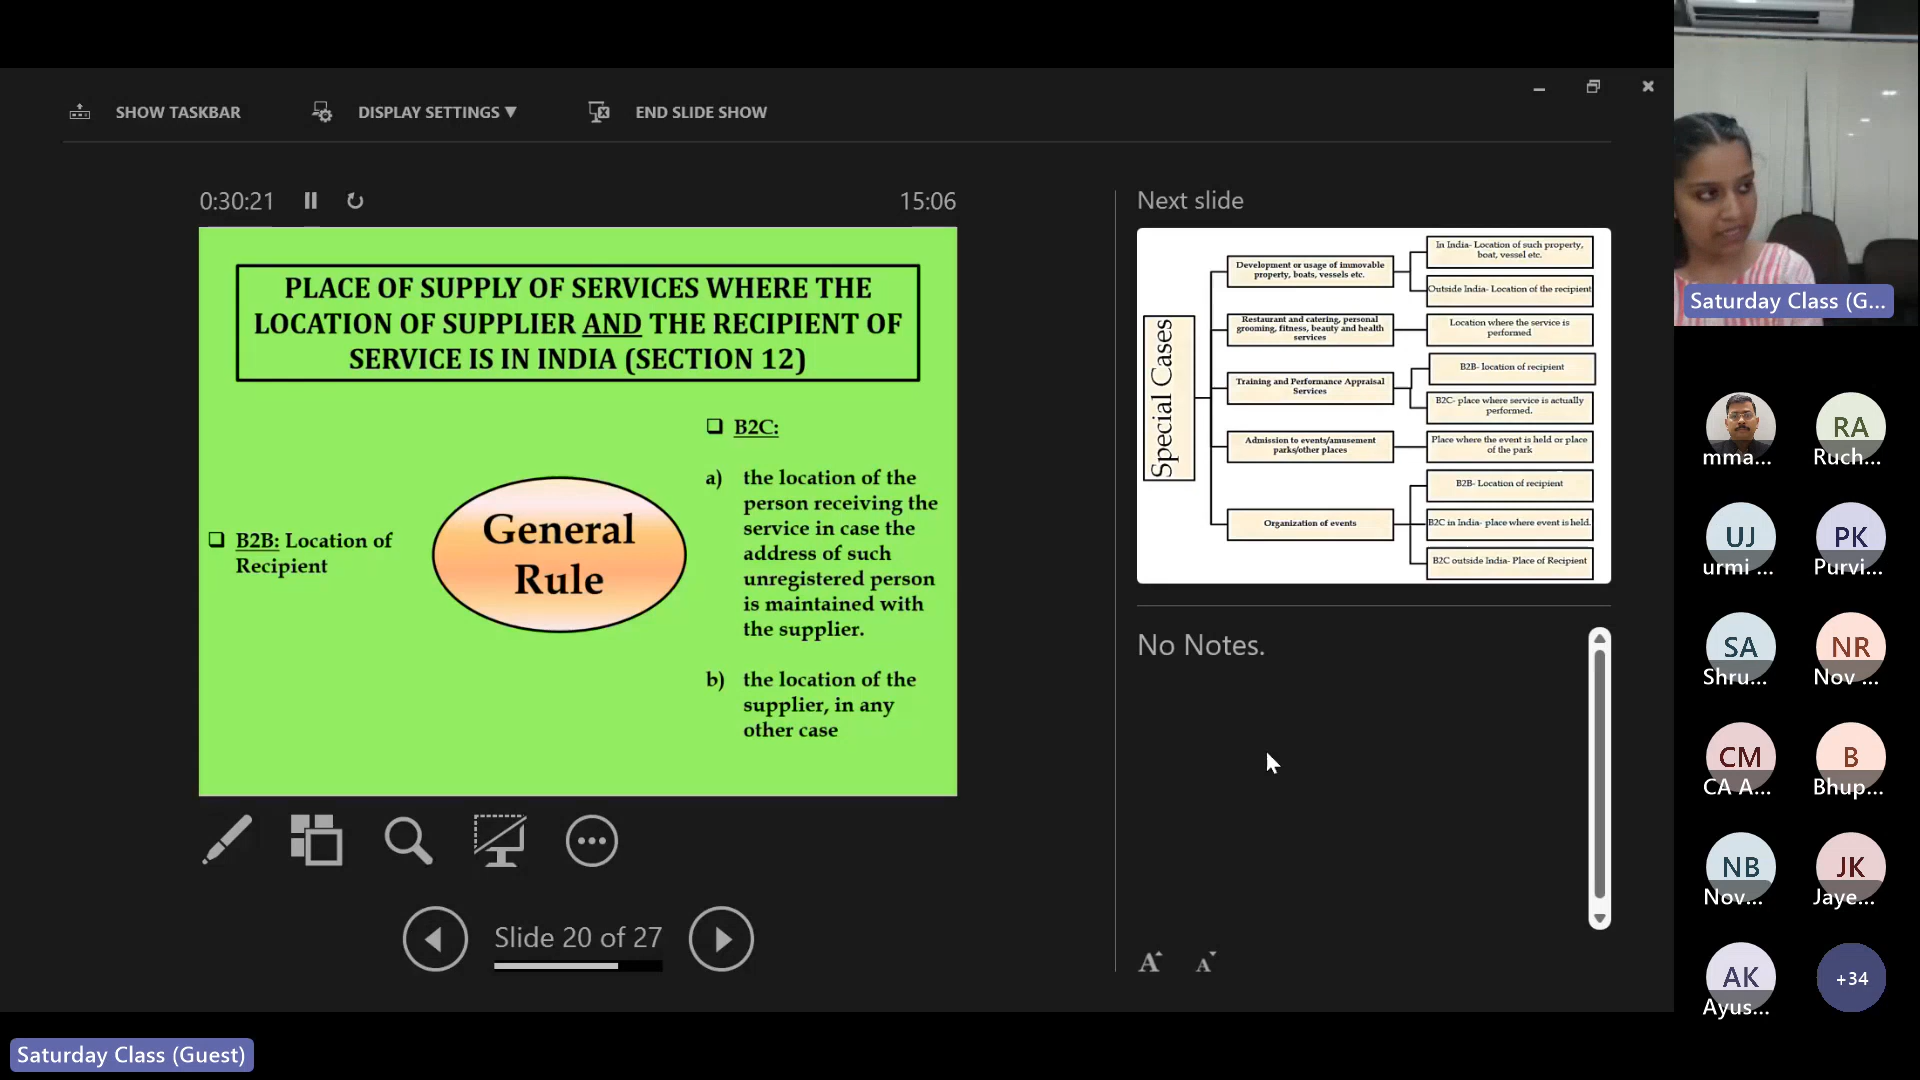 SHOW TASKBAR
DISPLAY SETTINGS ▼
END SLIDE SHOW
0:30:21
15:06
PLACE OF SUPPLY OF SERVICES WHERE THE
LOCATION OF SUPPLIER AND THE RECIPIENT OF
SERVICE IS IN INDIA (SECTION 12)
❑ B2B: Location of
Recipient
General
Rule
❑ B2C:
a) the location of the
person receiving the
service in case the
address of such
unregistered person
is maintained with
the supplier.
b) the location of the
supplier, in any
other case
Slide 20 of 27
Next slide
Special Cases
Development or usage of immovable
property, boats, vessels etc.
In India- Location of such property,
boat, vessel etc.
Outside India- Location of the recipient
Restaurant and catering, personal
grooming, fitness, beauty and health
services
Location where the service is
performed
Training and Performance Appraisal
Services
B2B- location of recipient
B2C- place where service is actually
performed.
Admission to events/amusement
parks/other places
Place where the event is held or place
of the park
Organization of events
B2B- Location of recipient
B2C in India- place where event is held.
B2C outside India- Place of Recipient
No Notes.
A A
Saturday Class (G...
mma...
RA
Ruch...
UJ
urmi ...
PK
Purvi...
SA
Shru...
NR
Nov ...
CM
CA A...
B
Bhup...
NB
Nov...
JK
Jaye...
AK
Ayus...
+34
Saturday Class (Guest)